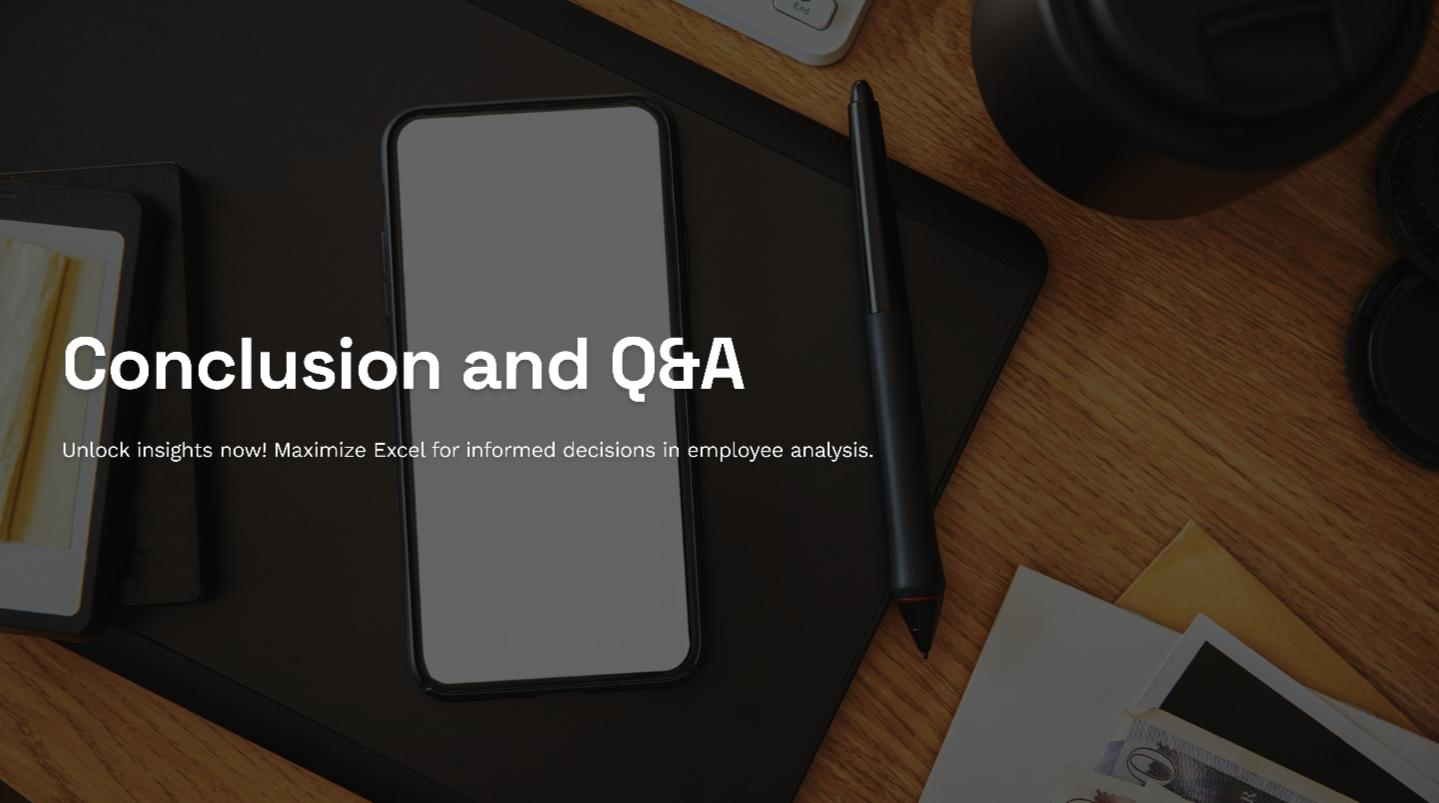 End
Conclusion and Q&A
Unlock insights now! Maximize Excel for informed decisions in employee analysis.